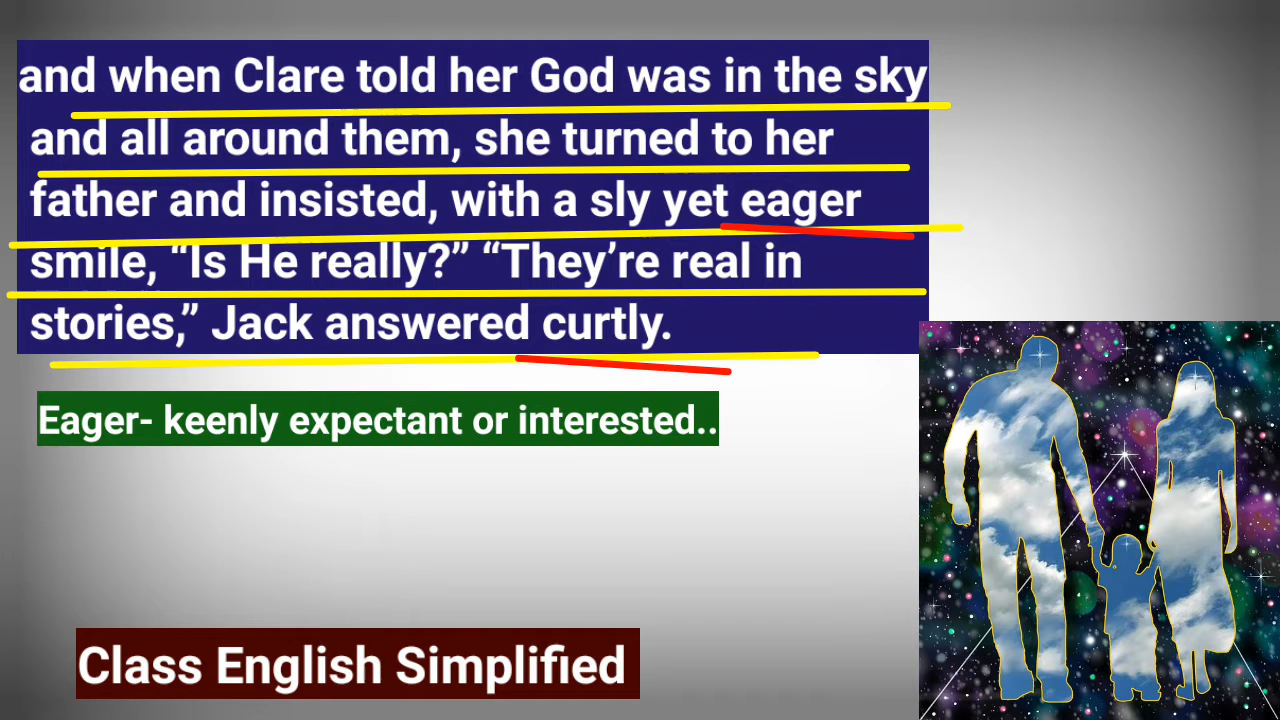 and when Clare told her God was in the sky
and all around them, she turned to her
father and insisted, with a sly yet eager
smile, “Is He really?” “They’re real in
stories,” Jack answered curtly.
Eager- keenly expectant or interested..
Class English Simplified